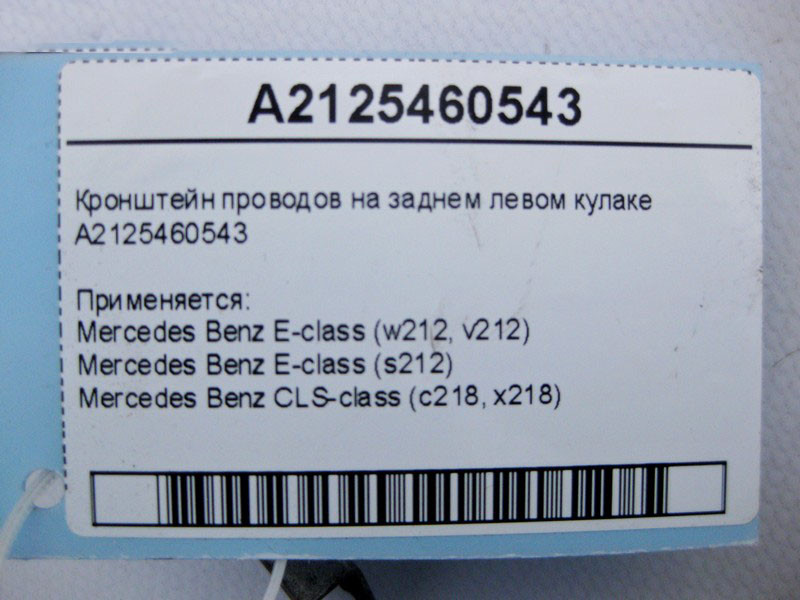 A2125460543
Кронштейн проводов на заднем левом кулаке
A2125460543
Применяется:
Mercedes Benz E-class (w212, v212)
Mercedes Benz E-class (s212)
Mercedes Benz CLS-class (c218, x218)